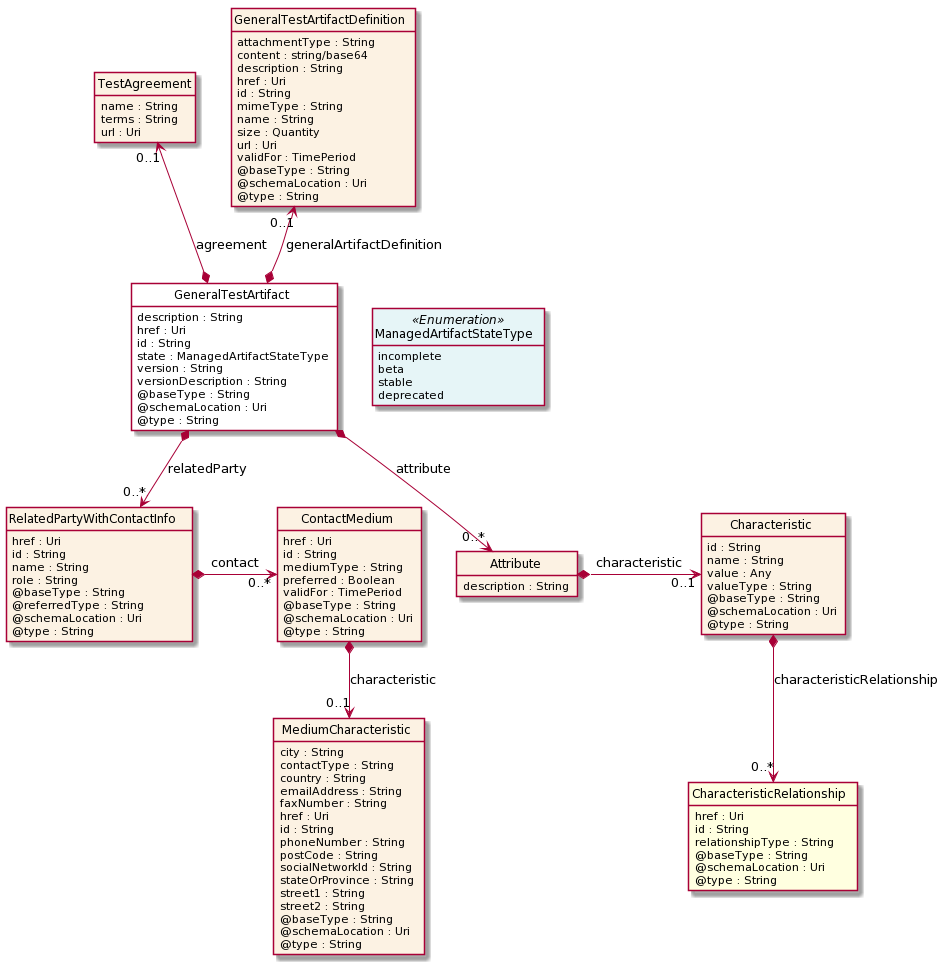 GeneralTestArtifactDefinition
attachmentType : String
content : string/base64
description : String
href : Uri
id : String
mimeType : String
name : String
size : Quantity
url : Uri
validFor : TimePeriod
@baseType : String
@schemaLocation : Uri
@type : String
TestAgreement
name : String
terms : String
url : Uri
0..1
0..1
agreement
generalArtifactDefinition
GeneralTestArtifact
description : String
href : Uri
id : String
state : ManagedArtifactStateType
version : String
versionDescription : String
@baseType : String
@schemaLocation : Uri
@type : String
«Enumeration»
ManagedArtifactStateType
incomplete
beta
stable
deprecated
relatedParty
attribute
0..*
0..*
RelatedPartyWithContactInfo
href : Uri
id : String
name : String
role : String
@baseType : String
@referredType : String
@schemaLocation : Uri
@type : String
contact
0..*
ContactMedium
href : Uri
id : String
mediumType : String
preferred : Boolean
validFor : TimePeriod
@baseType : String
@schemaLocation : Uri
@type : String
Attribute
description : String
characteristic
0..1
Characteristic
id : String
name : String
value : Any
valueType : String
@baseType : String
@schemaLocation : Uri
@type : String
characteristic
0..1
characteristicRelationship
0..*
MediumCharacteristic
city : String
contactType : String
country : String
emailAddress : String
faxNumber : String
href : Uri
id : String
phoneNumber : String
postCode : String
socialNetworkId : String
stateOrProvince : String
street1 : String
street2 : String
@baseType : String
@schemaLocation : Uri
@type : String
CharacteristicRelationship
href : Uri
id : String
relationshipType : String
@baseType : String
@schemaLocation : Uri
@type : String